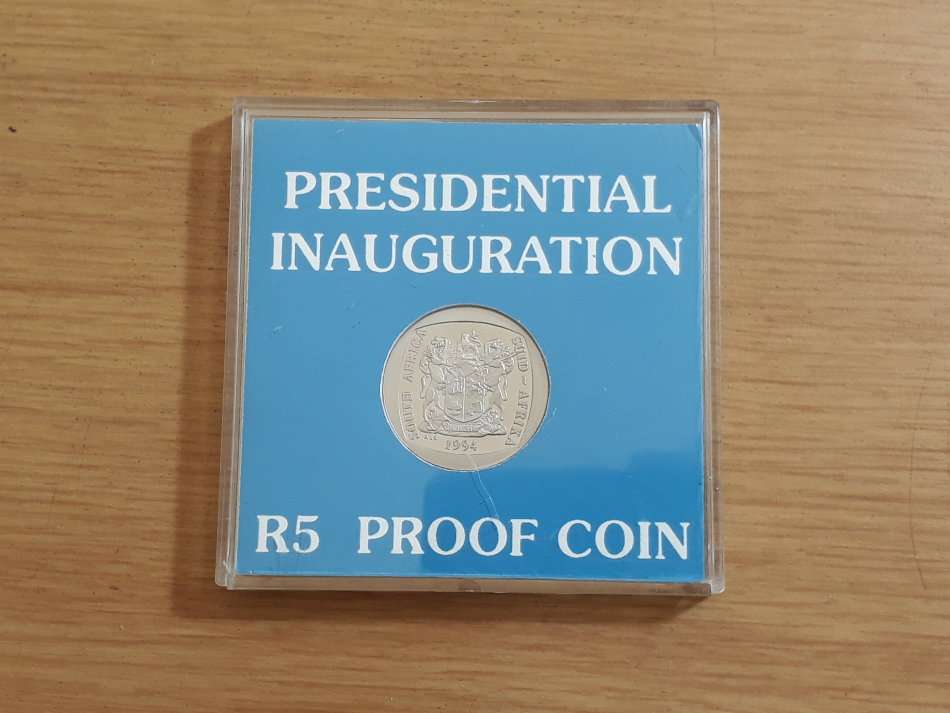 PRESIDENTIAL
INAUGURATION
SOUTH AFRICA
SUID-AFRIKA
1994
R5 PROOF COIN